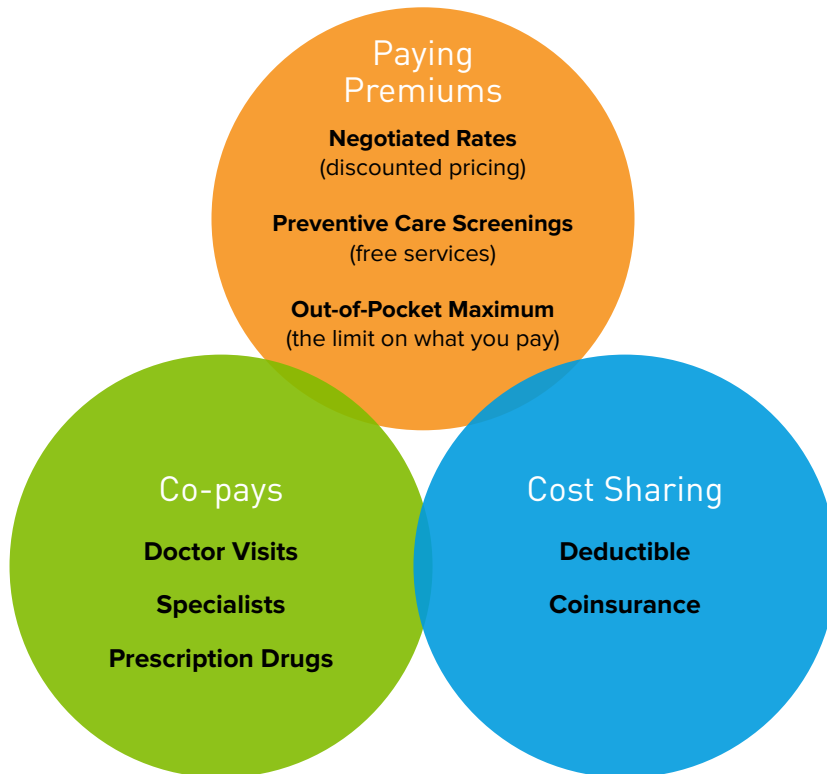 Paying
Premiums
Negotiated Rates
(discounted pricing)
Preventive Care Screenings
(free services)
Out-of-Pocket Maximum
(the limit on what you pay)
Co-pays
Doctor Visits
Specialists
Prescription Drugs
Cost Sharing
Deductible
Coinsurance